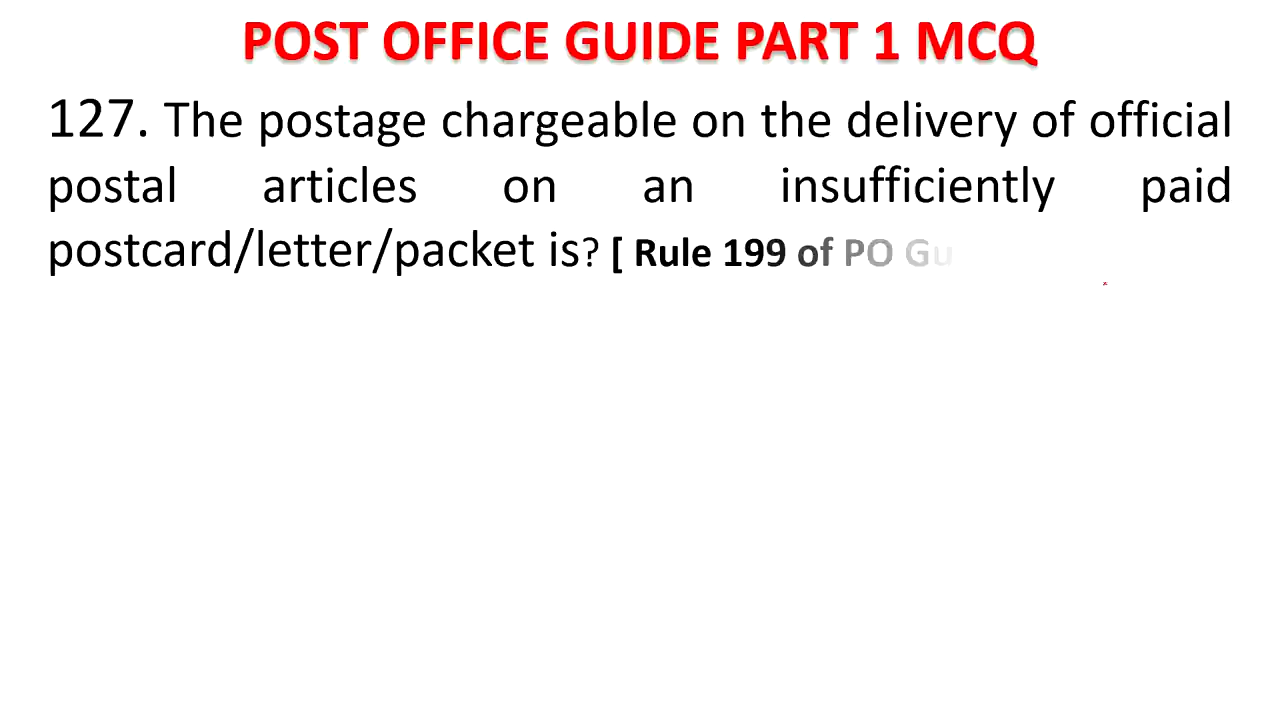 POST OFFICE GUIDE PART 1 MCQ
127. The postage chargeable on the delivery of official
postal articles on an insufficiently paid
postcard/letter/packet is? [ Rule 199 of PO Gu